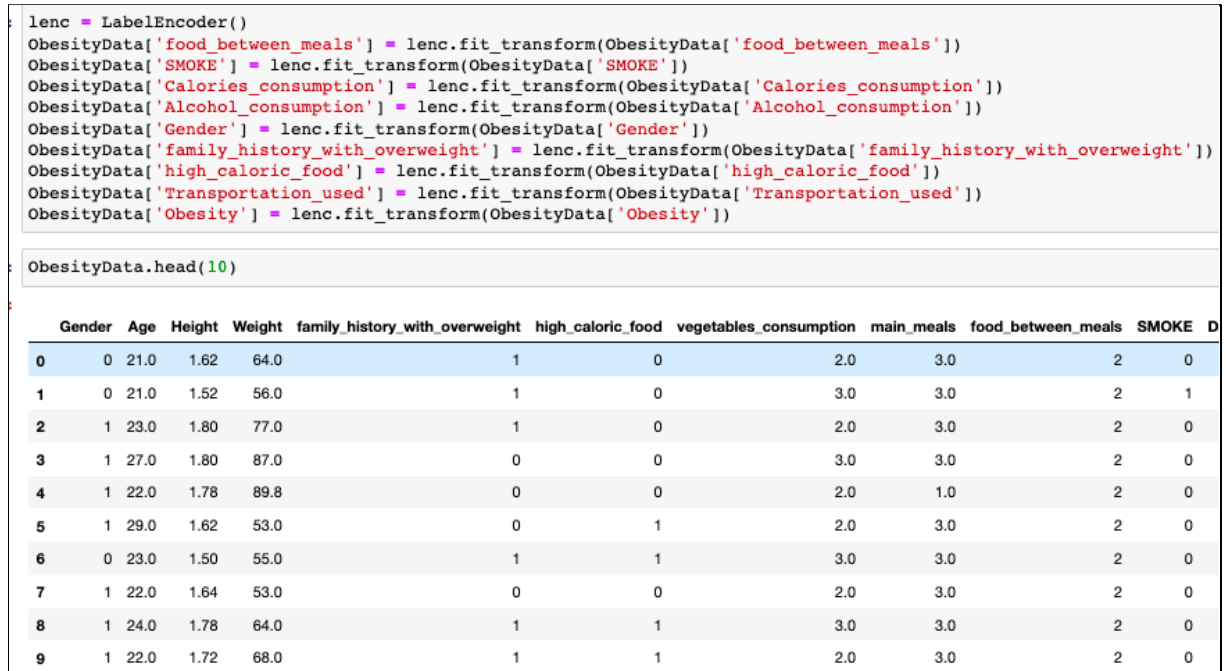 lenc = LabelEncoder()
ObesityData['food_between_meals'] = lenc.fit_transform(ObesityData['food_between_meals'])
ObesityData['SMOKE'] = lenc.fit_transform(ObesityData['SMOKE'])
ObesityData['Calories_consumption'] = lenc.fit_transform(ObesityData['Calories_consumption'])
ObesityData['Alcohol_consumption'] = lenc.fit_transform(ObesityData['Alcohol_consumption'])
ObesityData['Gender'] = lenc.fit_transform(ObesityData['Gender'])
ObesityData['family_history_with_overweight'] = lenc.fit_transform(ObesityData['family_history_with_overweight'])
ObesityData['high_caloric_food'] = lenc.fit_transform(ObesityData['high_caloric_food'])
ObesityData['Transportation_used'] = lenc.fit_transform(ObesityData['Transportation_used'])
ObesityData['Obesity'] = lenc.fit_transform(ObesityData['Obesity'])
ObesityData.head(10)
Gender Age Height Weight family_history_with_overweight high_caloric_food vegetables_consumption main_meals food_between_meals SMOKE D
0 0 21.0 1.62 64.0 1 0 2.0 3.0 2 0
1 0 21.0 1.52 56.0 1 0 3.0 3.0 2 1
2 1 23.0 1.80 77.0 1 0 2.0 3.0 2 0
3 1 27.0 1.80 87.0 0 0 3.0 3.0 2 0
4 1 22.0 1.78 89.8 0 0 2.0 1.0 2 0
5 1 29.0 1.62 53.0 0 1 2.0 3.0 2 0
6 0 23.0 1.50 55.0 1 1 3.0 3.0 2 0
7 1 22.0 1.64 53.0 0 0 2.0 3.0 2 0
8 1 24.0 1.78 64.0 1 1 3.0 3.0 2 0
9 1 22.0 1.72 68.0 1 1 2.0 3.0 2 0